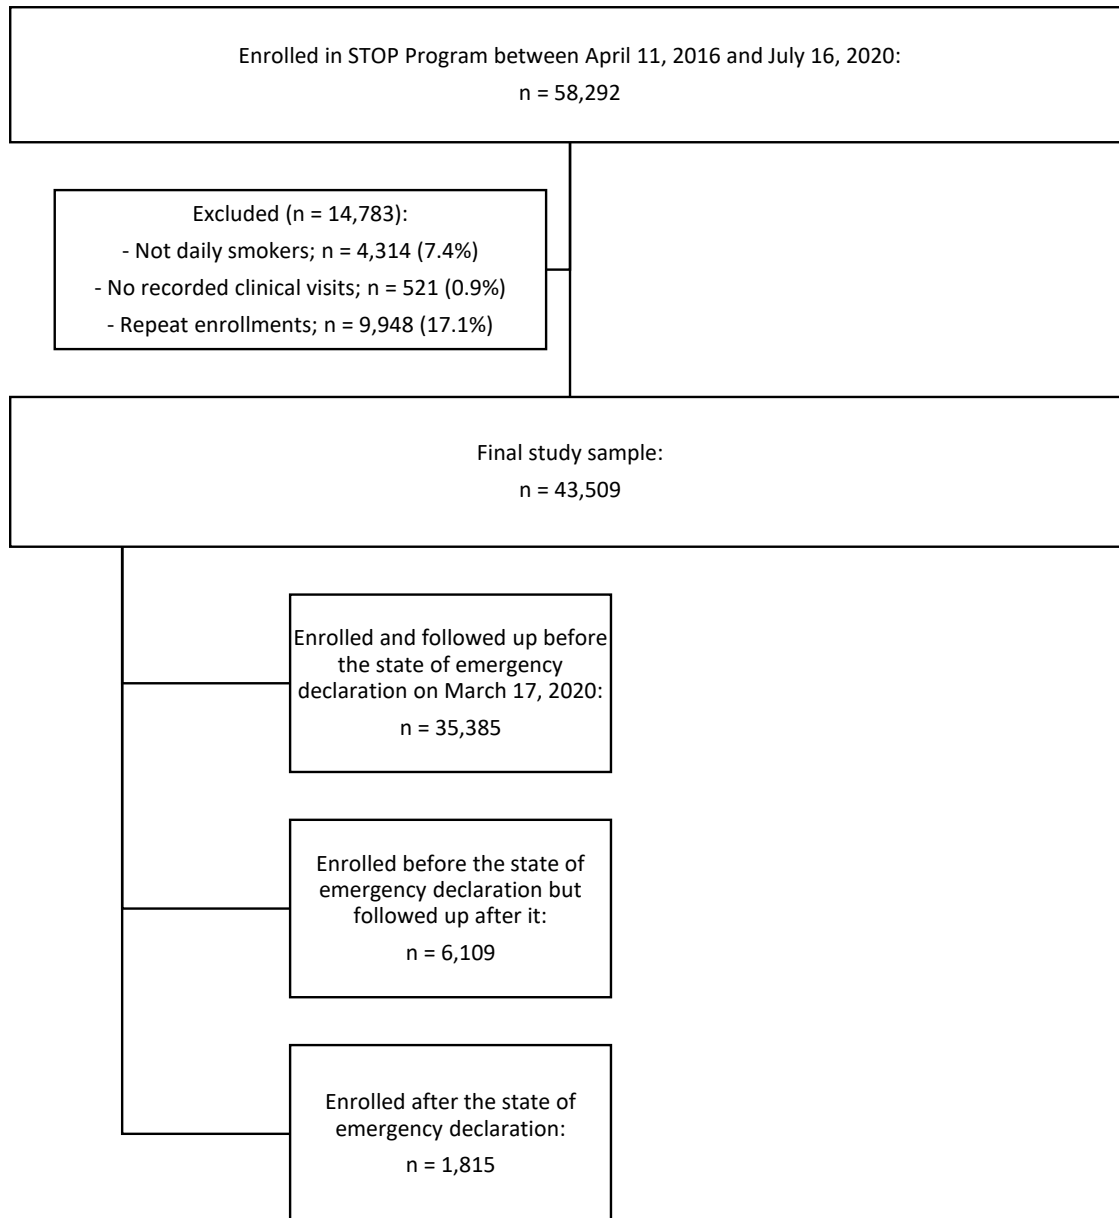 Enrolled in STOP Program between April 11, 2016 and July 16, 2020:
n = 58,292
Excluded (n = 14,783):
- Not daily smokers; n = 4,314 (7.4%)
- No recorded clinical visits; n = 521 (0.9%)
- Repeat enrollments; n = 9,948 (17.1%)
Final study sample:
n = 43,509
Enrolled and followed up before
the state of emergency
declaration on March 17, 2020:
n = 35,385
Enrolled before the state of
emergency declaration but
followed up after it:
n = 6,109
Enrolled after the state of
emergency declaration:
n = 1,815